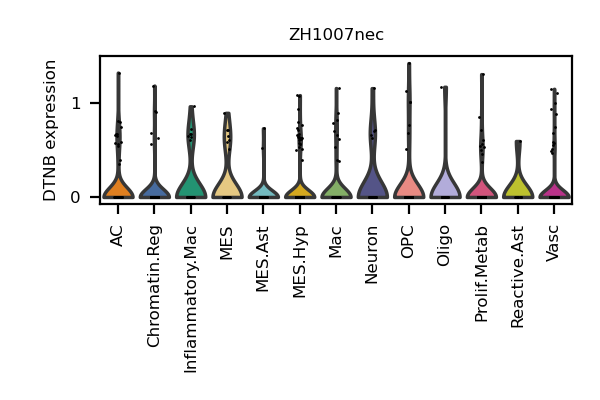 ZH1007nec
DTNB expression
1
0
AC
Chromatin.Reg
Inflammatory.Mac
MES
MES.Ast
MES.Hyp
Mac
Neuron
OPC
Oligo
Prolif.Metab
Reactive.Ast
Vasc